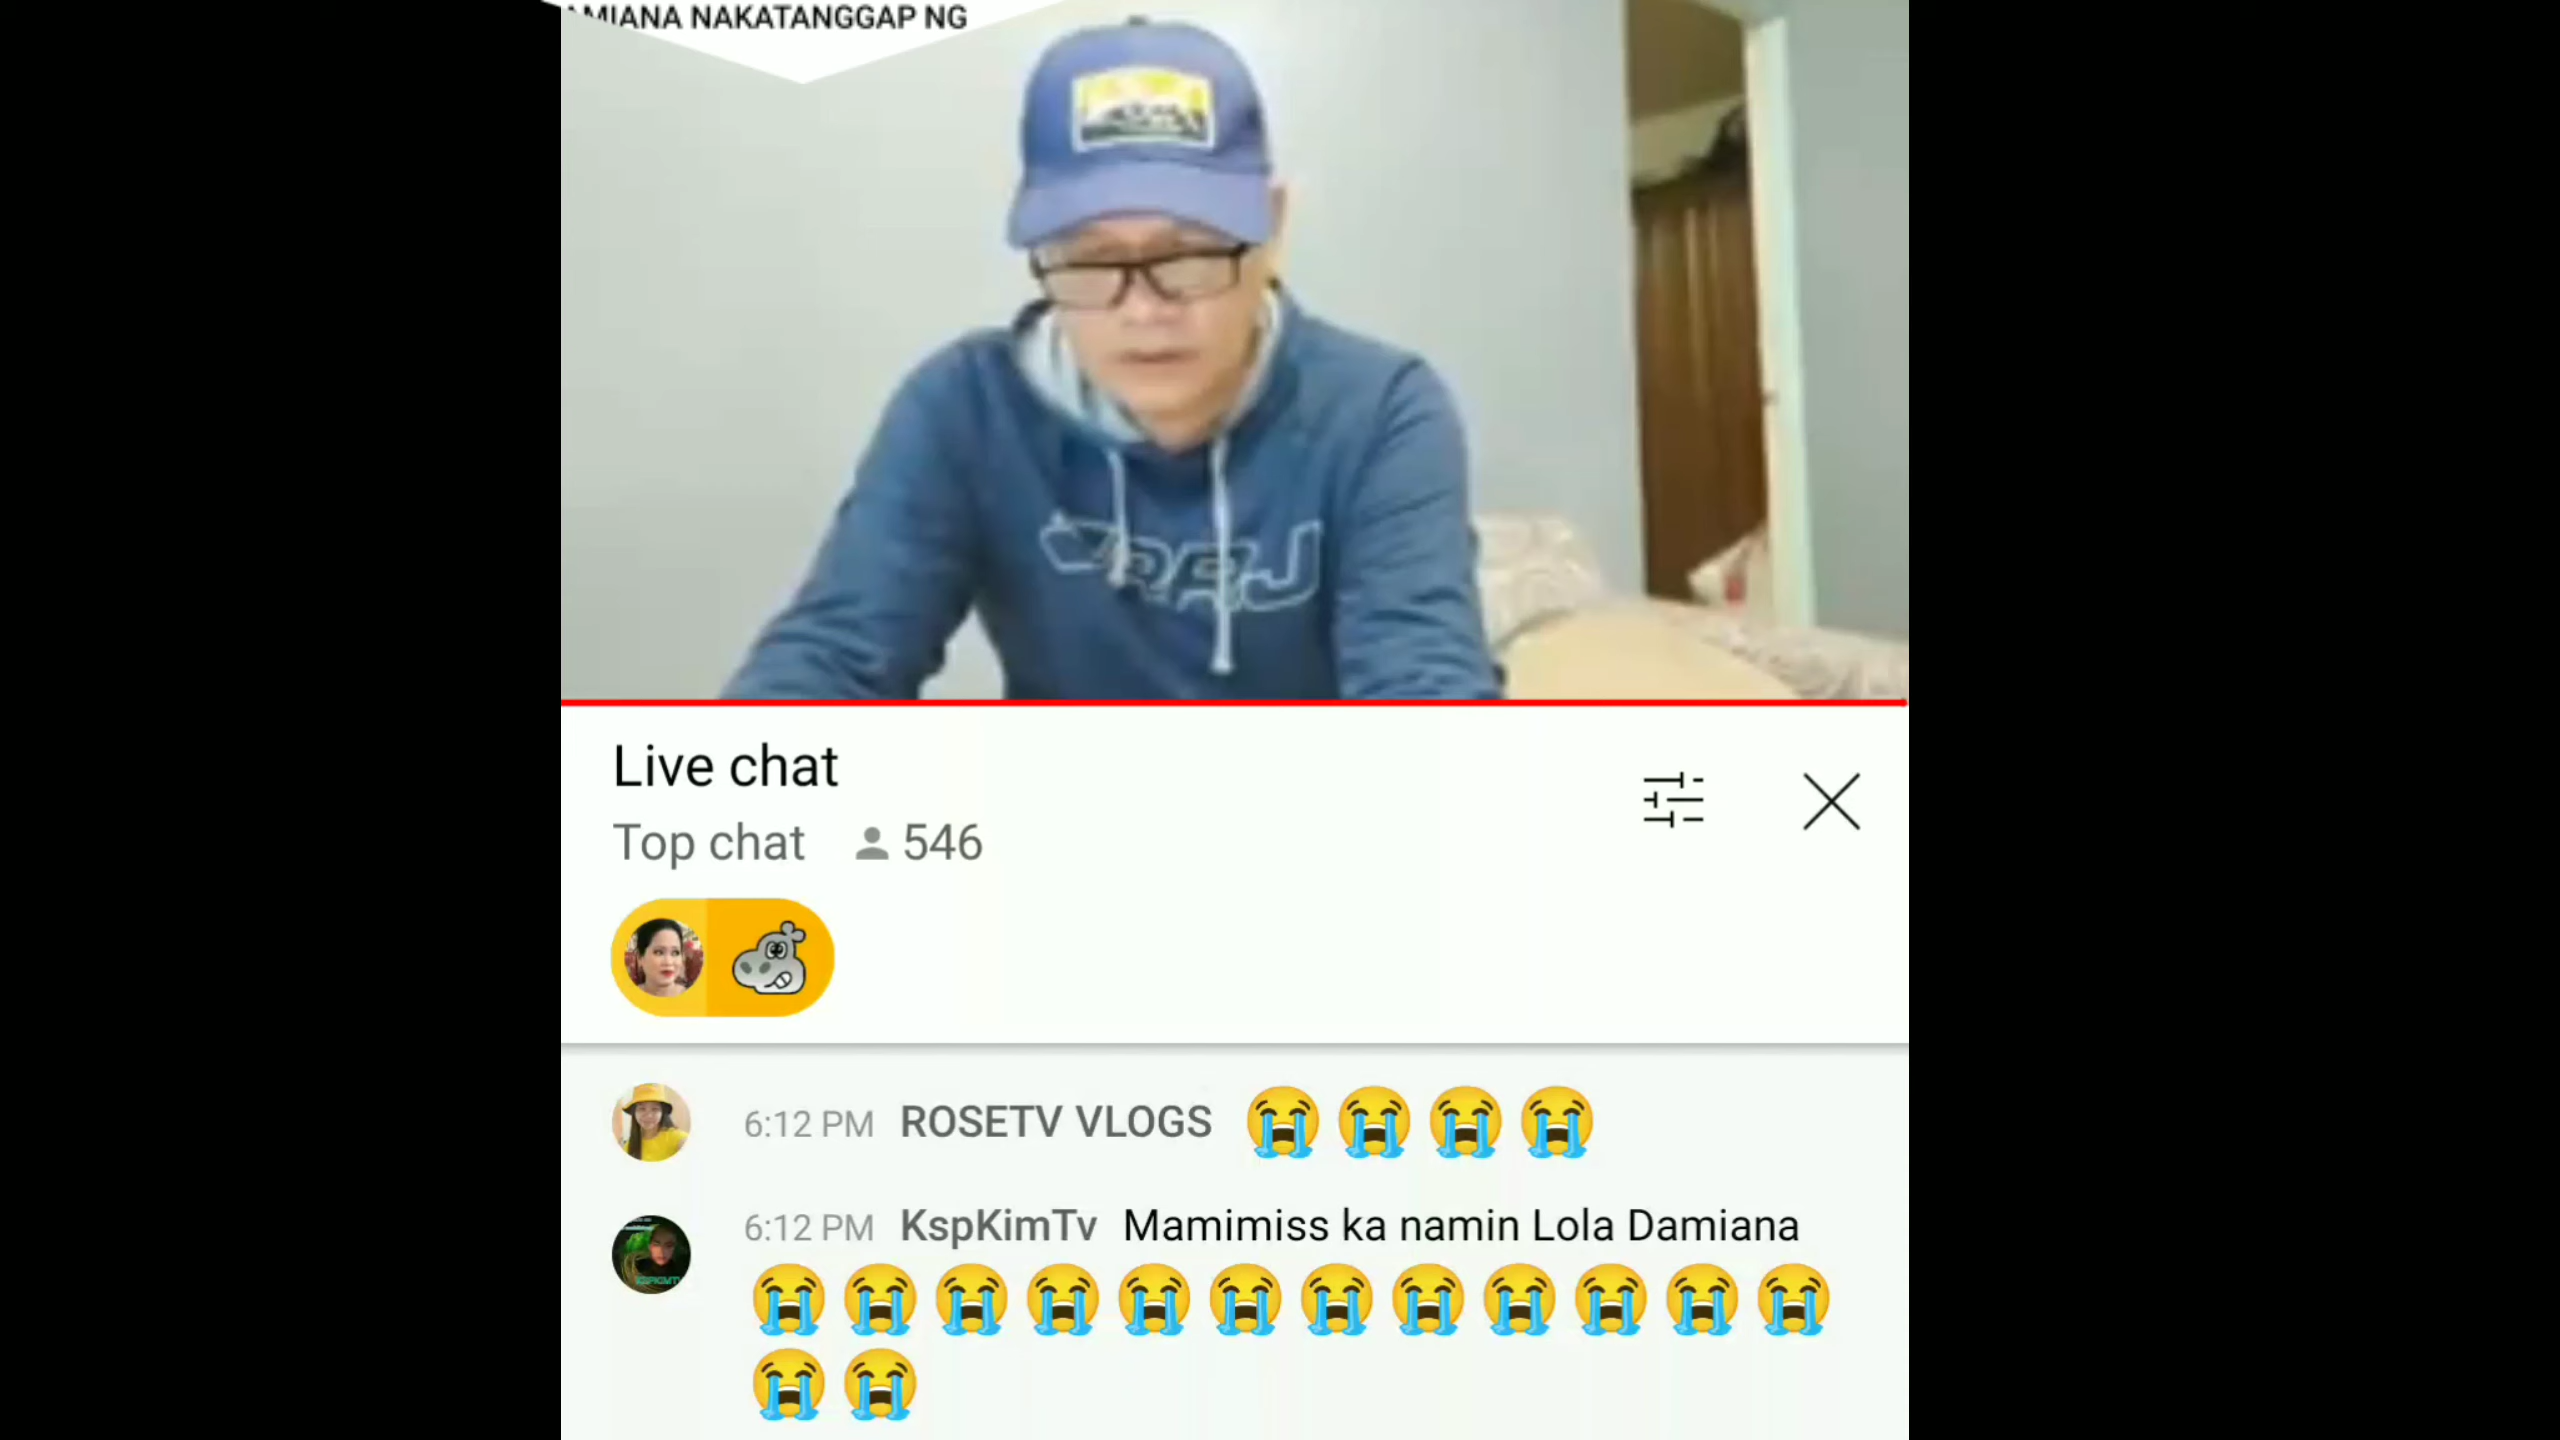 AMIANA NAKATANGGAP NG
Live chat
Top chat 546
6:12 PM ROSETV VLOGS 😭😭😭😭
6:12 PM KspKimTv Mamimiss ka namin Lola Damiana
😭😭😭😭😭😭😭😭😭😭😭😭
😭😭